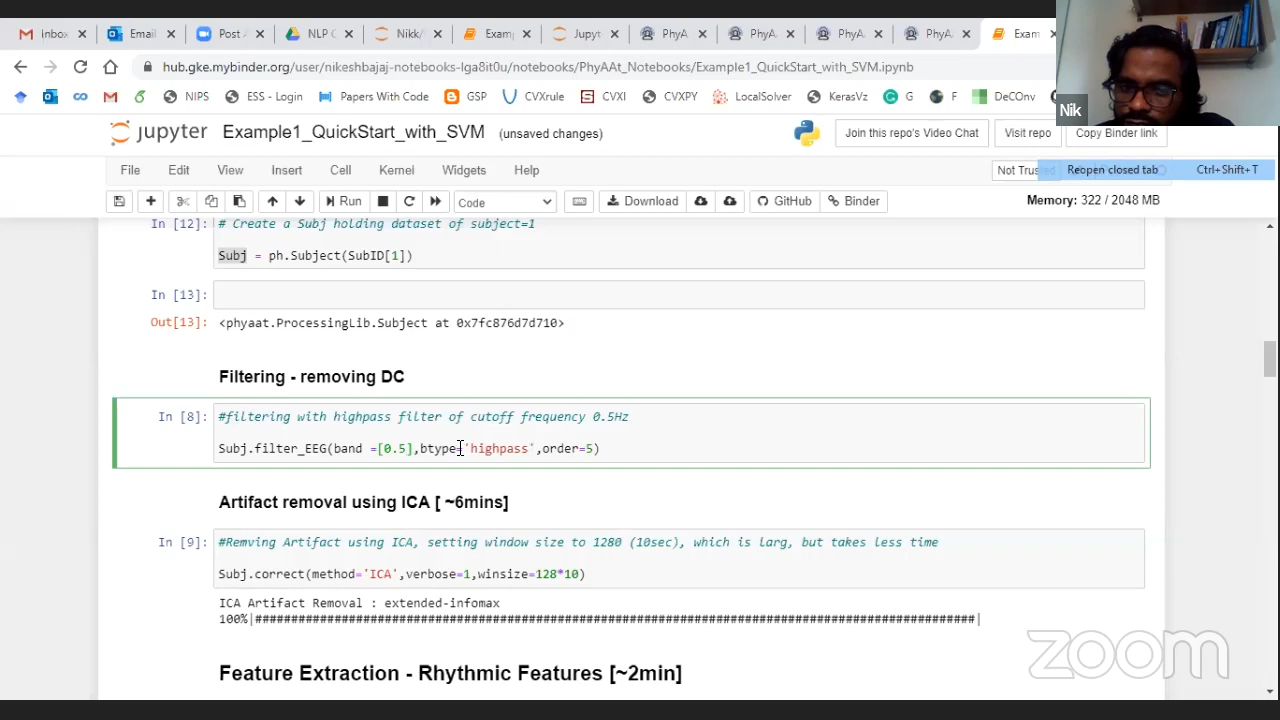 Inbox
Email
Post A
NLP C
Nikk/
Examp
Jupyt
PhyA
PhyA
PhyA
PhyA
Exam
hub.gke.mybinder.org/user/nikeshbajaj-notebooks-lga8it0u/notebooks/PhyAAt_Notebooks/Example1_QuickStart_with_SVM.ipynb
NIPS
ESS - Login
Papers With Code
GSP
CVXrule
CVXI
CVXPY
LocalSolver
KerasVz
G
F
DeCOnv
Nik
jupyter Example1_QuickStart_with_SVM (unsaved changes)
Join this repo's Video Chat
Visit repo
Copy Binder link
File Edit View Insert Cell Kernel Widgets Help
Not Trus
Reopen closed tab Ctrl+Shift+T
Run
Code
Download
GitHub
Binder
Memory: 322 / 2048 MB
In [12]: # Create a Subj holding dataset of subject=1
Subj = ph.Subject(SubID[1])
In [13]:
Out[13]: <phyaat.ProcessingLib.Subject at 0x7fc876d7d710>
Filtering - removing DC
In [8]: #filtering with highpass filter of cutoff frequency 0.5Hz
Subj.filter_EEG(band =[0.5],btype='highpass',order=5)
Artifact removal using ICA [ ~6mins]
In [9]: #Remving Artifact using ICA, setting window size to 1280 (10sec), which is larg, but takes less time
Subj.correct(method='ICA',verbose=1,winsize=128*10)
ICA Artifact Removal : extended-infomax
100%|####################################################################################################|
zoom
Feature Extraction - Rhythmic Features [~2min]